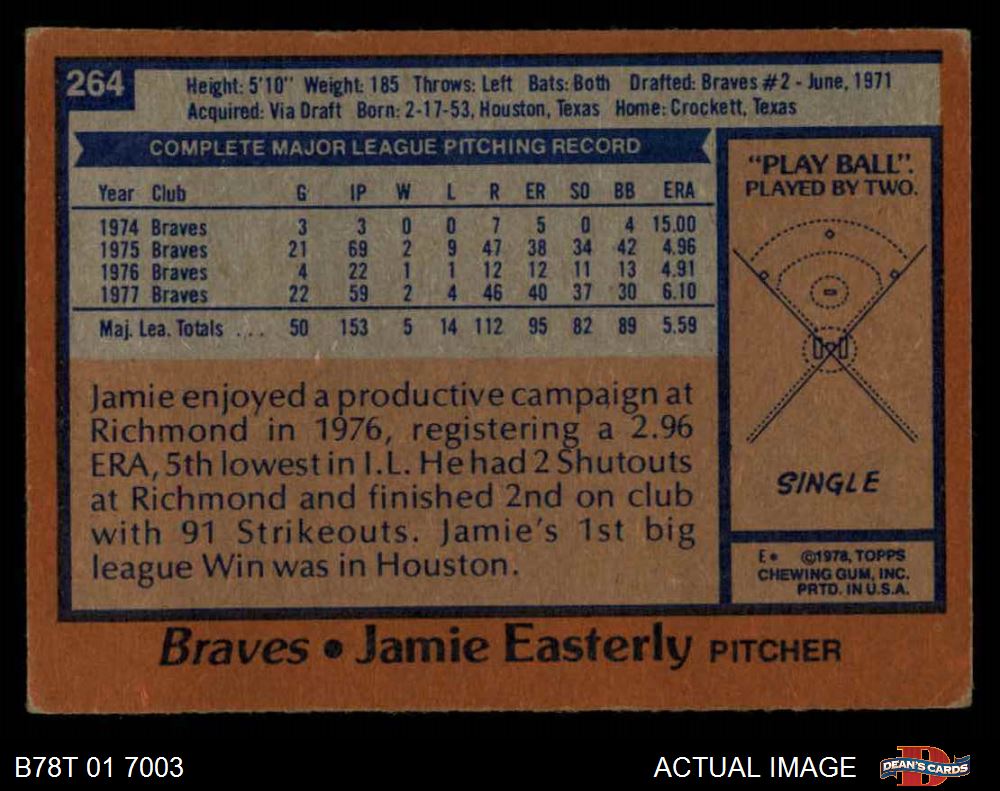 264
Height: 5'10" Weight: 185 Throws: Left Bats: Both Drafted: Braves #2 - June, 1971
Acquired: Via Draft Born: 2-17-53, Houston, Texas Home: Crockett, Texas
COMPLETE MAJOR LEAGUE PITCHING RECORD
Year Club G IP W L R ER SO BB ERA
1974 Braves 3 3 0 0 7 5 0 4 15.00
1975 Braves 21 69 2 9 47 38 34 42 4.96
1976 Braves 4 22 1 1 12 12 11 13 4.91
1977 Braves 22 59 2 4 46 40 37 30 6.10
Maj. Lea. Totals ... 50 153 5 14 112 95 82 89 5.59
Jamie enjoyed a productive campaign at
Richmond in 1976, registering a 2.96
ERA, 5th lowest in I.L. He had 2 Shutouts
at Richmond and finished 2nd on club
with 91 Strikeouts. Jamie's 1st big
league Win was in Houston.
"PLAY BALL".
PLAYED BY TWO.
SINGLE
E* ©1978, TOPPS
CHEWING GUM, INC.
PRTD. IN U.S.A.
Braves • Jamie Easterly PITCHER
B78T 01 7003
ACTUAL IMAGE
D
DEAN'S CARDS